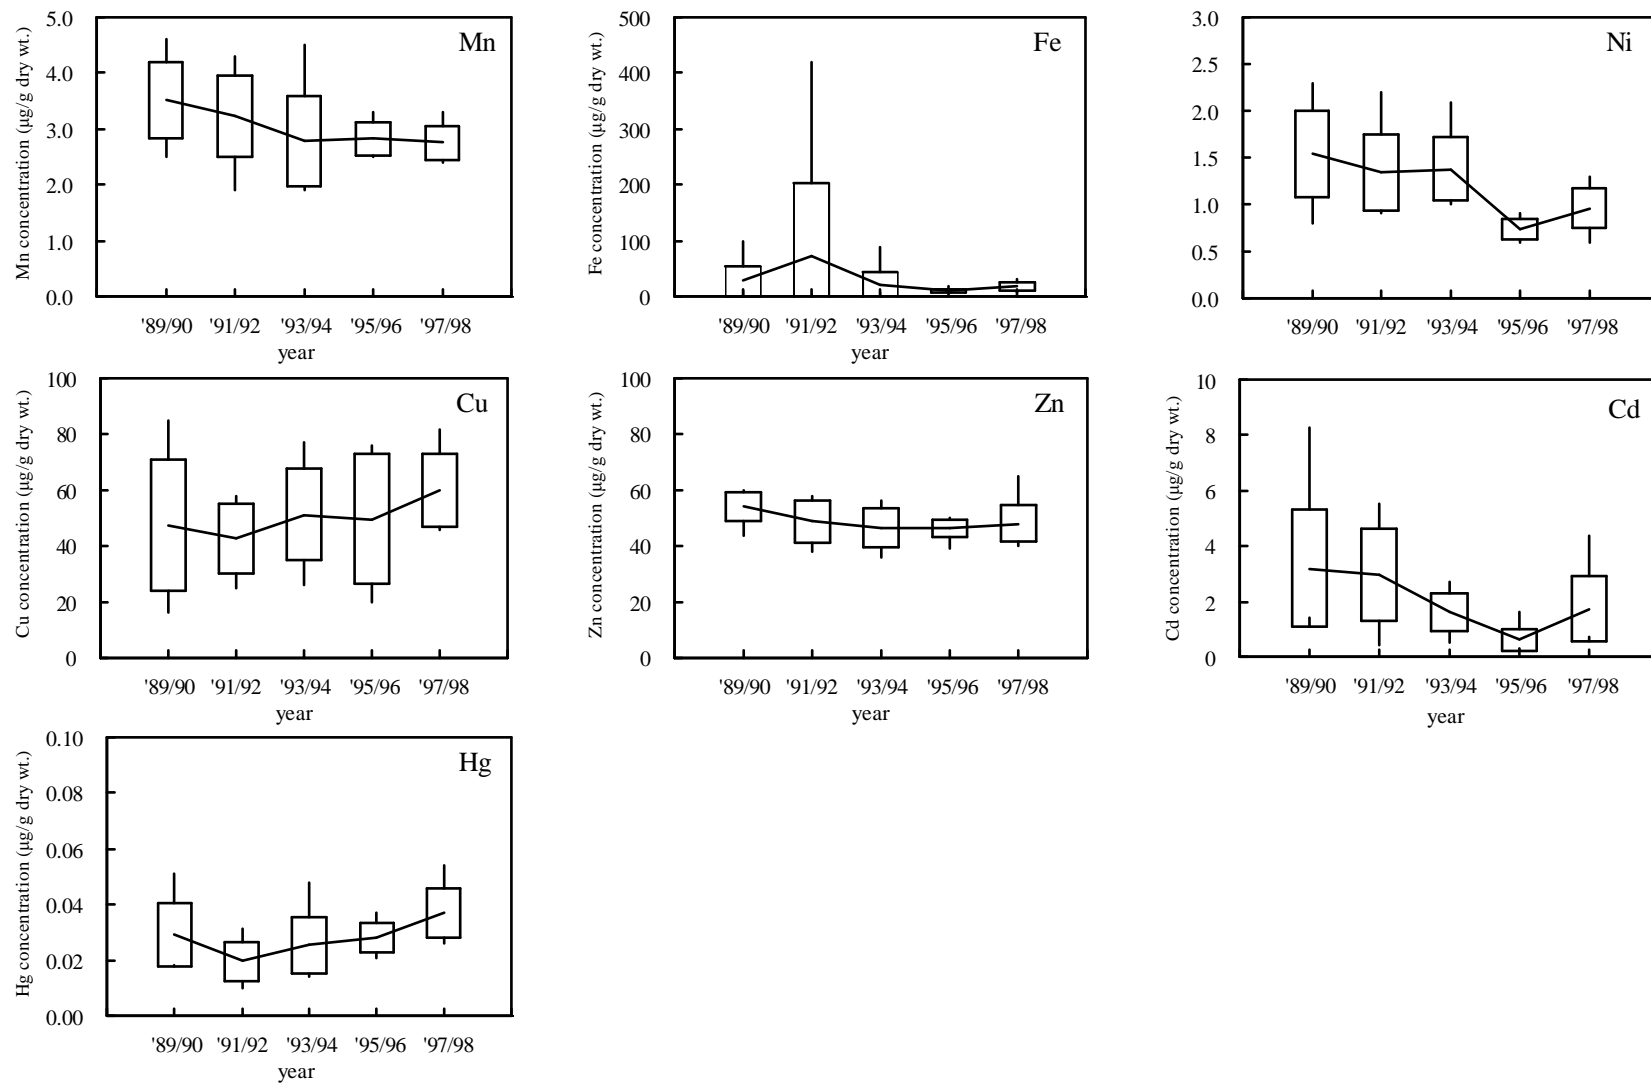 Mn
Mn concentration (µg/g dry wt.)
5.0
4.0
3.0
2.0
1.0
0.0
'89/90 '91/92 '93/94 '95/96 '97/98
year
Fe
Fe concentration (µg/g dry wt.)
500
400
300
200
100
0
'89/90 '91/92 '93/94 '95/96 '97/98
year
Ni
3.0
2.5
2.0
1.5
1.0
0.5
0.0
'89/90 '91/92 '93/94 '95/96 '97/98
Cu
Cu concentration (µg/g dry wt.)
100
80
60
40
20
0
'89/90 '91/92 '93/94 '95/96 '97/98
year
Zn
Zn concentration (µg/g dry wt.)
100
80
60
40
20
0
'89/90 '91/92 '93/94 '95/96 '97/98
year
Cd
Cd concentration (µg/g dry wt.)
10
8
6
4
2
0
'89/90 '91/92 '93/94 '95/96 '97/98
year
Hg
Hg concentration (µg/g dry wt.)
0.10
0.08
0.06
0.04
0.02
0.00
'89/90 '91/92 '93/94 '95/96 '97/98
year